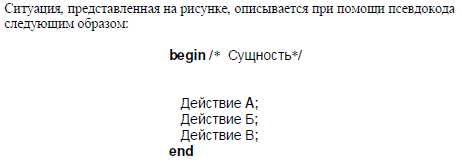 Ситуация, представленная на рисунке, описывается при помощи псевдокода
следующим образом:
begin /* Сущность*/
Действие А;
Действие Б;
Действие В;
end